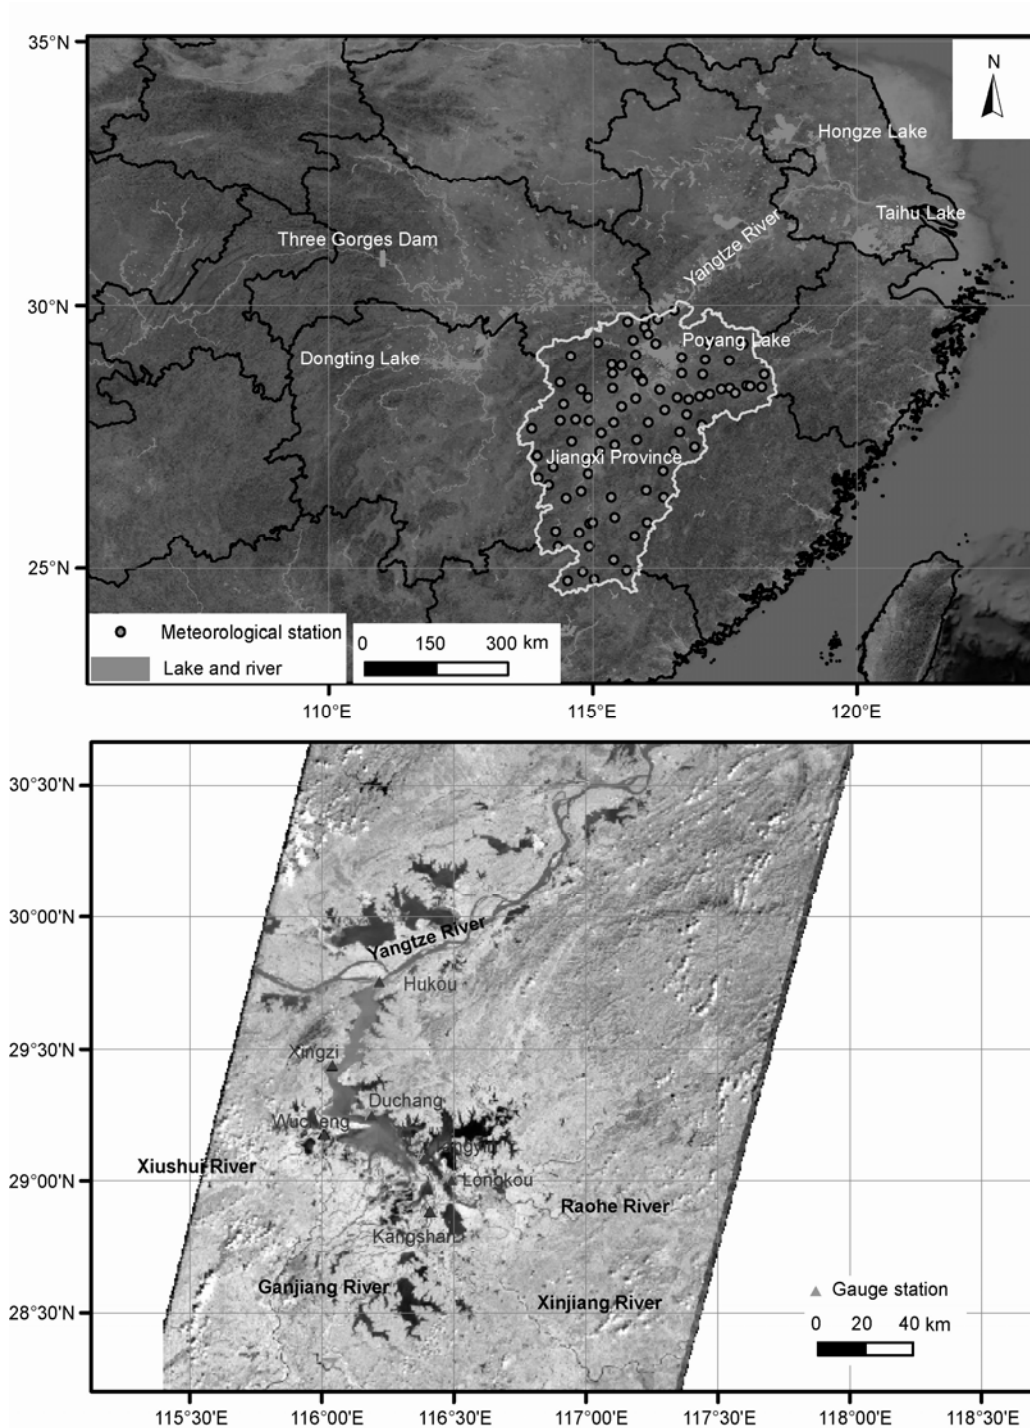 35°N
N
Hongze Lake
Taihu Lake
Three Gorges Dam
Yangtze River
30°N
Poyang Lake
Dongting Lake
Jiangxi Province
25°N
Meteorological station
Lake and river
0 150 300 km
110°E 115°E 120°E
30°30'N
30°00'N
Yangtze River
Hukou
29°30'N
Xingzi
Duchang
Wucheng
Xiushui River
29°00'N
Longkou
Raohe River
Kangshan
Ganjiang River
Xinjiang River
28°30'N
Gauge station
0 20 40 km
115°30'E 116°00'E 116°30'E 117°00'E 117°30'E 118°00'E 118°30'E